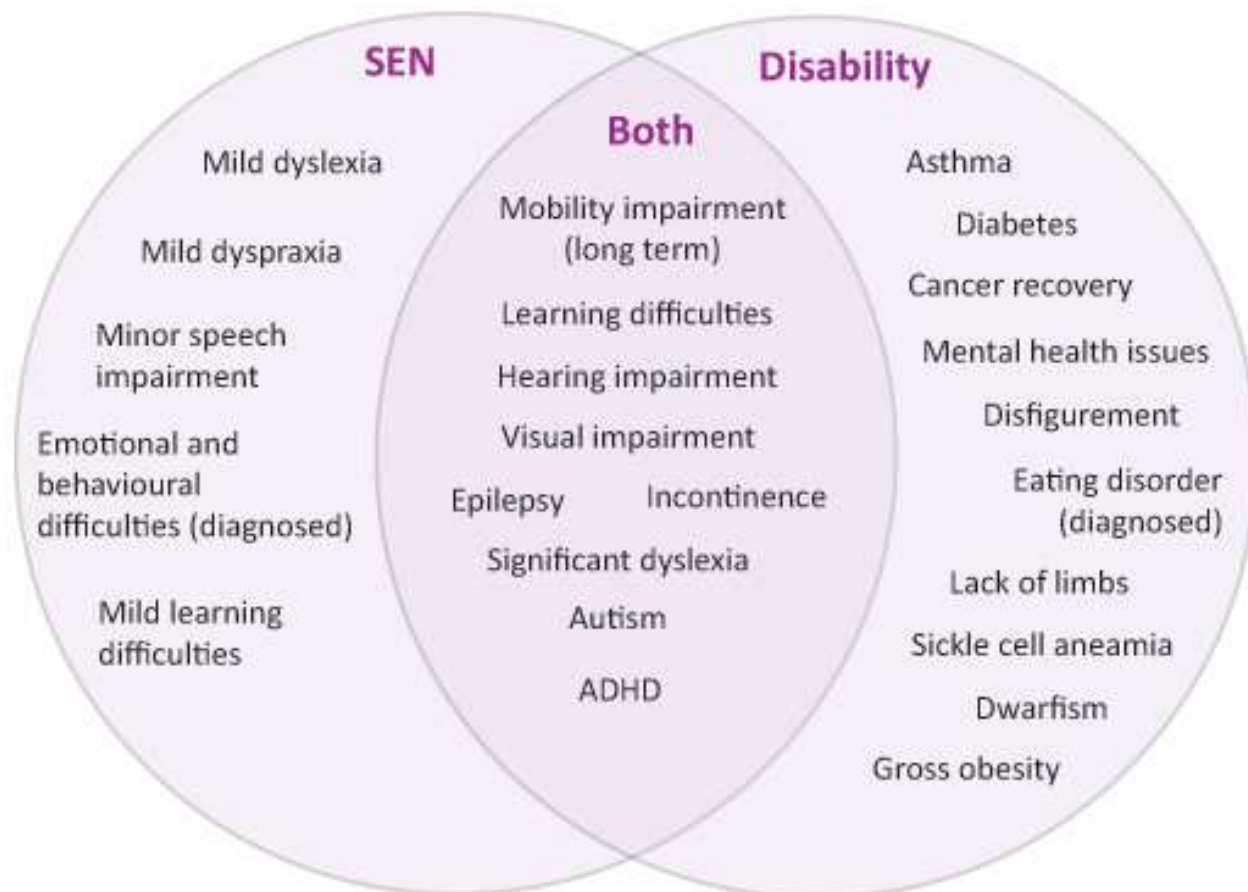 SEN
Mild dyslexia
Mild dyspraxia
Minor speech
impairment
Emotional and
behavioural
difficulties (diagnosed)
Mild learning
difficulties
Both
Mobility impairment
(long term)
Learning difficulties
Hearing impairment
Visual impairment
Epilepsy
Incontinence
Significant dyslexia
Autism
ADHD
Disability
Asthma
Diabetes
Cancer recovery
Mental health issues
Disfigurement
Eating disorder
(diagnosed)
Lack of limbs
Sickle cell aneamia
Dwarfism
Gross obesity